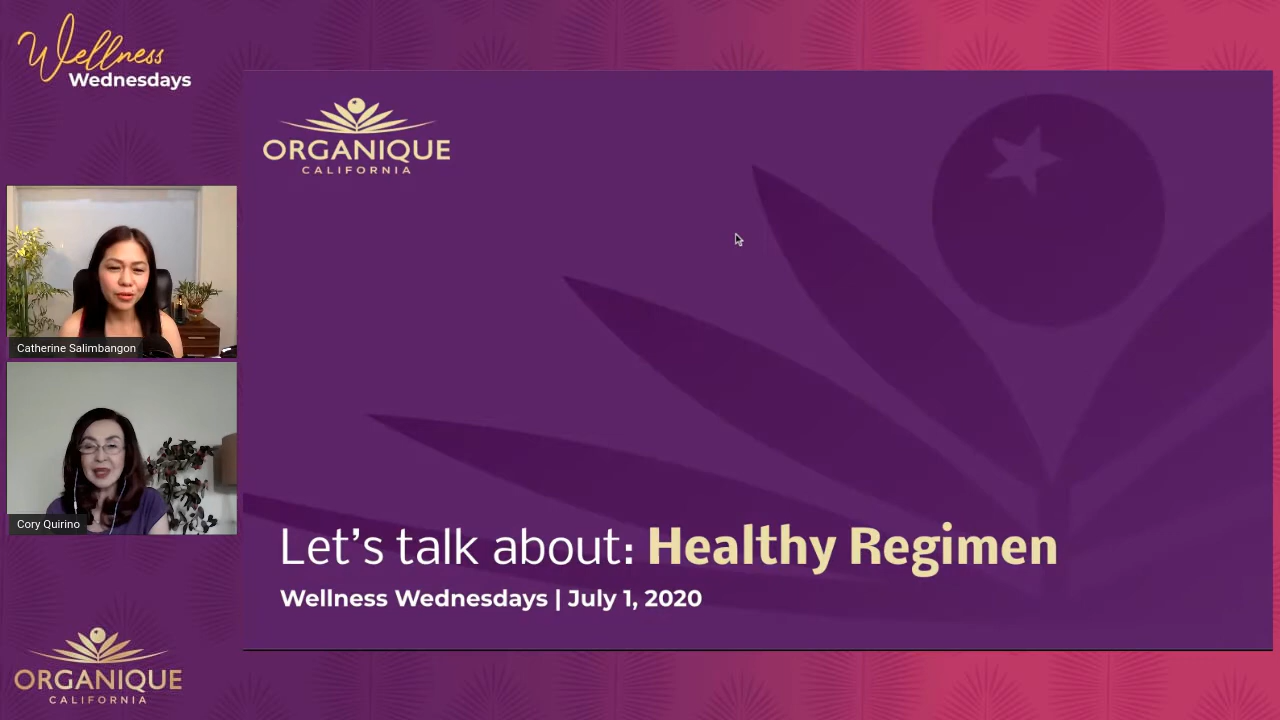 Wellness
Wednesdays
ORGANIQUE
CALIFORNIA
Catherine Salimbangon
Cory Quirino
Let's talk about: Healthy Regimen
Wellness Wednesdays | July 1, 2020
ORGANIQUE
CALIFORNIA